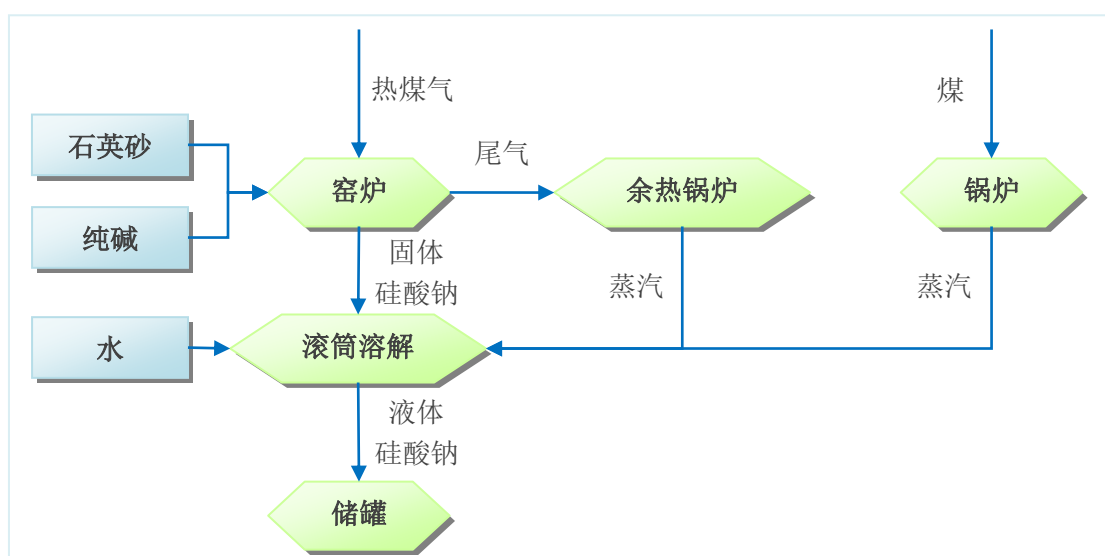 热煤气
煤
石英砂
尾气
窑炉
余热锅炉
锅炉
纯碱
固体
硅酸钠
蒸汽
蒸汽
水
滚筒溶解
液体
硅酸钠
储罐